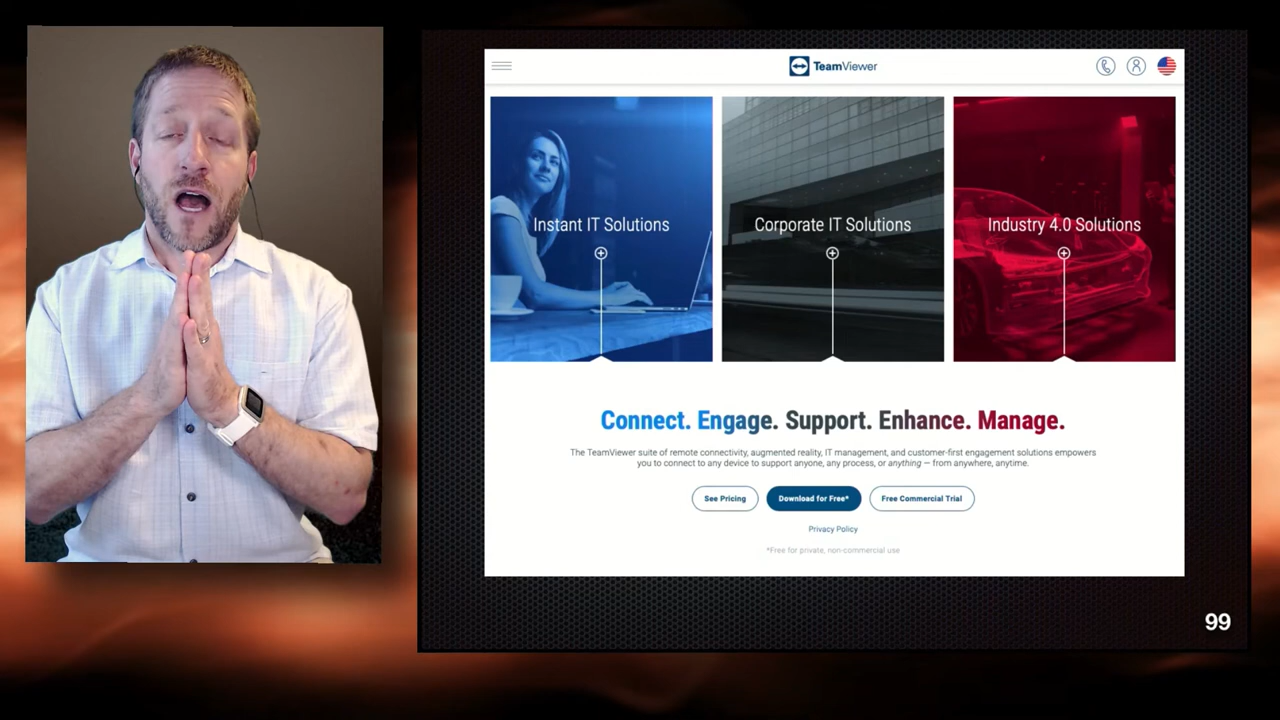 TeamViewer
Instant IT Solutions
Corporate IT Solutions
Industry 4.0 Solutions
Connect. Engage. Support. Enhance. Manage.
The TeamViewer suite of remote connectivity, augmented reality, IT management, and customer-first engagement solutions empowers
you to connect to any device to support anyone, any process, or anything — from anywhere, anytime.
See Pricing
Download for Free*
Free Commercial Trial
Privacy Policy
*Free for private, non-commercial use
99